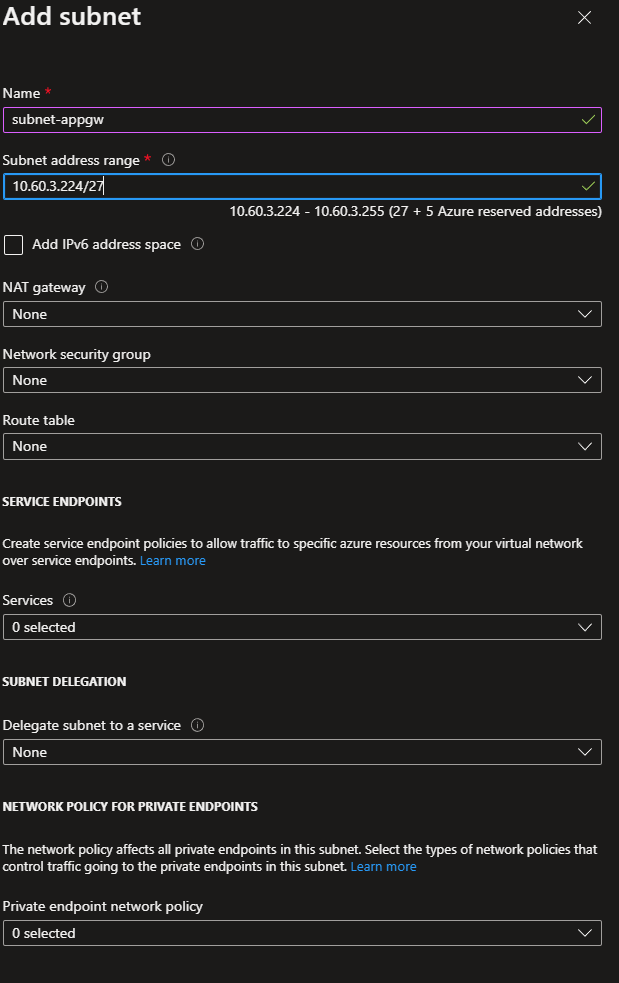 Add subnet
Name *
subnet-appgw
Subnet address range *
10.60.3.224/27
10.60.3.224 - 10.60.3.255 (27 + 5 Azure reserved addresses)
Add IPv6 address space
NAT gateway
None
Network security group
None
Route table
None
SERVICE ENDPOINTS
Create service endpoint policies to allow traffic to specific azure resources from your virtual network
over service endpoints. Learn more
Services
0 selected
SUBNET DELEGATION
Delegate subnet to a service
None
NETWORK POLICY FOR PRIVATE ENDPOINTS
The network policy affects all private endpoints in this subnet. Select the types of network policies that
control traffic going to the private endpoints in this subnet. Learn more
Private endpoint network policy
0 selected